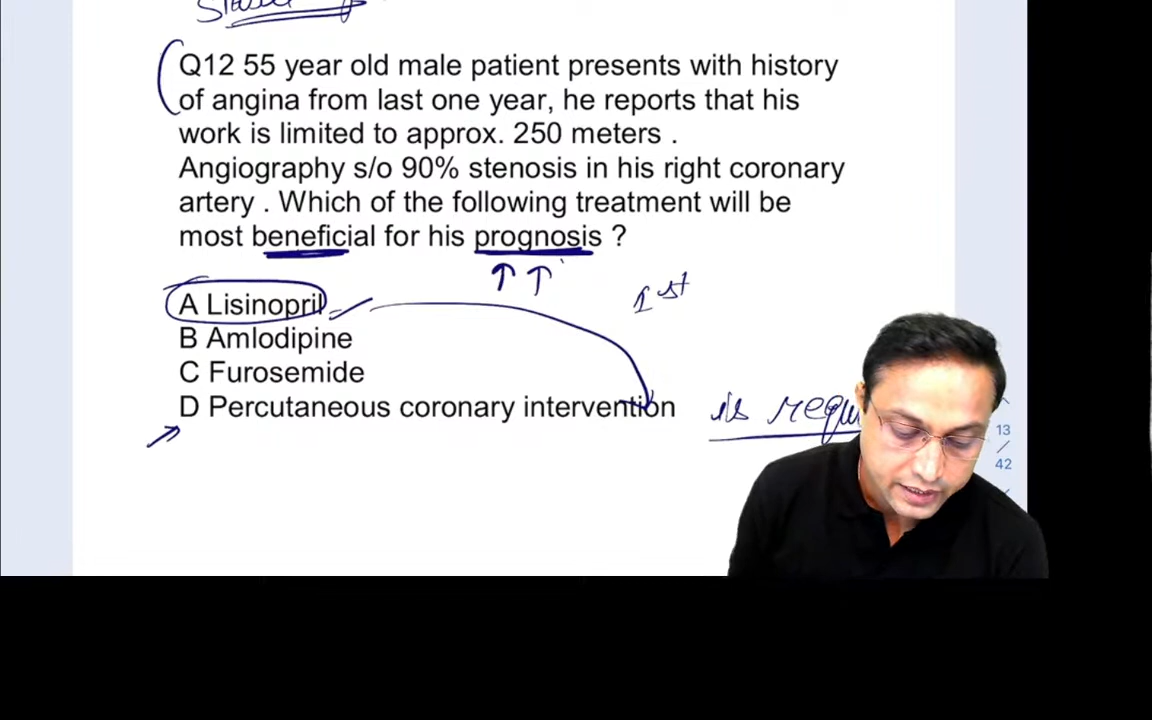 Q12 55 year old male patient presents with history
of angina from last one year, he reports that his
work is limited to approx. 250 meters .
Angiography s/o 90% stenosis in his right coronary
artery . Which of the following treatment will be
most beneficial for his prognosis ?
↑ ↑
1st
A Lisinopril
B Amlodipine
C Furosemide
D Percutaneous coronary intervention
is
13
/
42